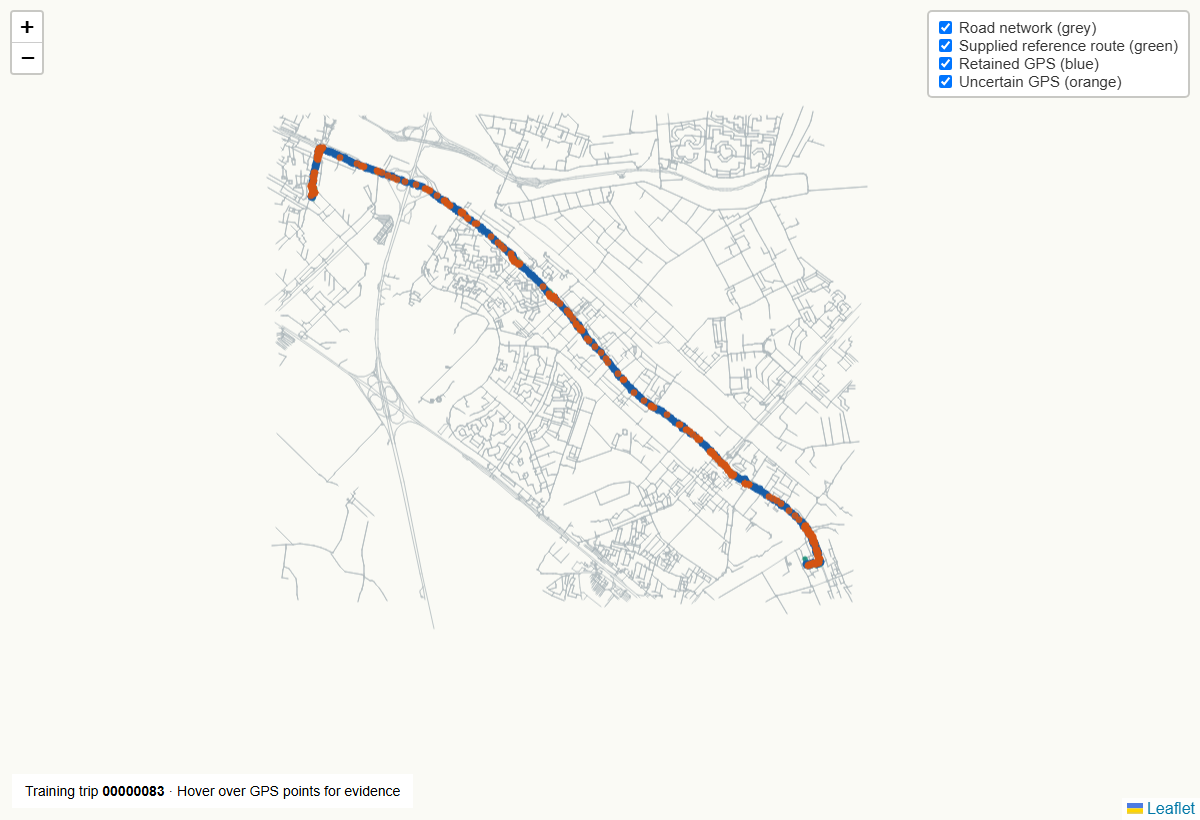 +
−
Road network (grey)
Supplied reference route (green)
Retained GPS (blue)
Uncertain GPS (orange)
Training trip 00000083 · Hover over GPS points for evidence
Leaflet